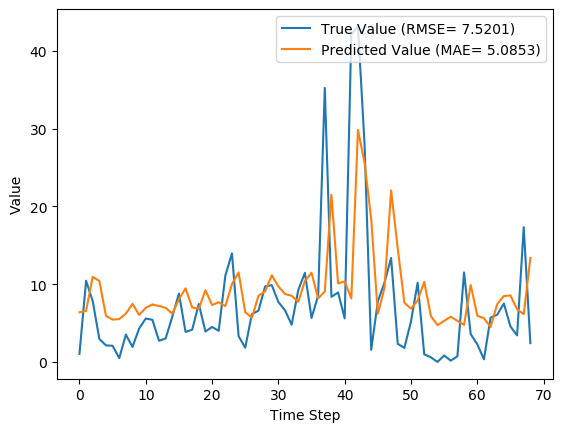 True Value (RMSE= 7.5201)
Predicted Value (MAE= 5.0853)
40
30
20
10
0
Value
0 10 20 30 40 50 60 70
Time Step